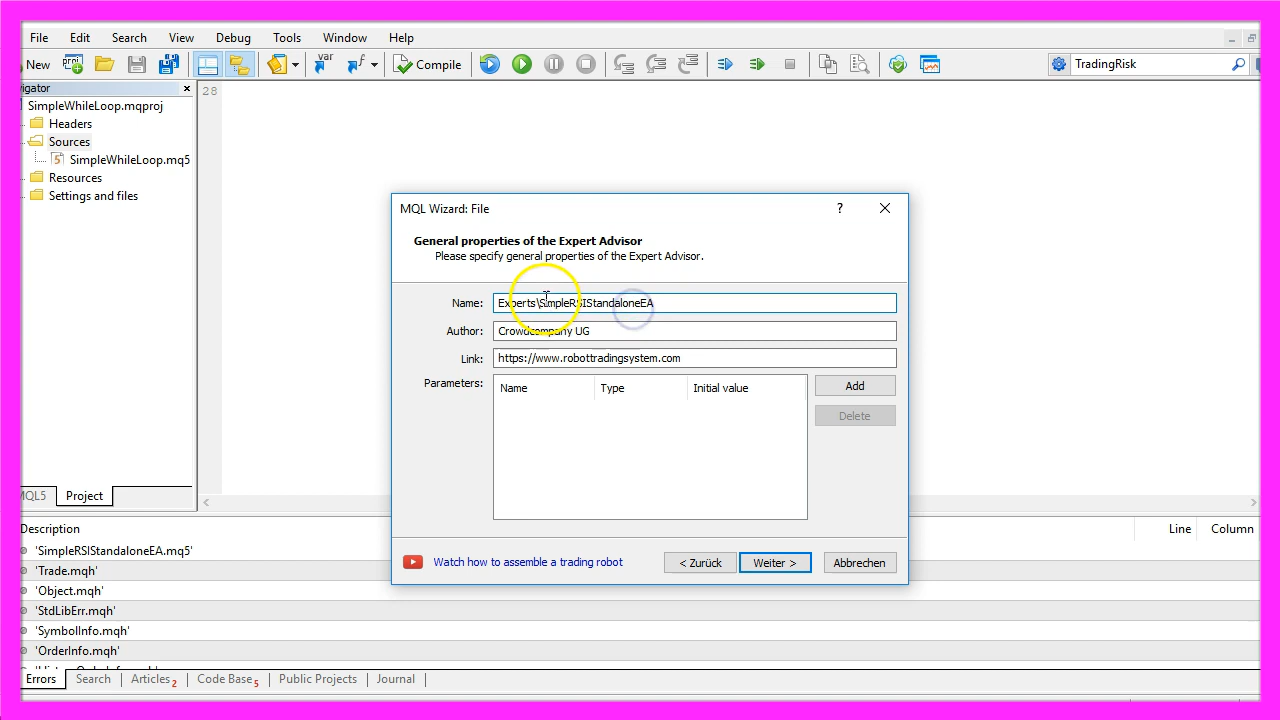 File Edit Search View Debug Tools Window Help
New Compile TradingRisk
SimpleWhileLoop.mqproj
Headers
Sources
SimpleWhileLoop.mq5
Resources
Settings and files
28
MQL5 Project
MQL Wizard: File ?
General properties of the Expert Advisor
Please specify general properties of the Expert Advisor.
Name: Experts\SimpleRSIStandaloneEA
Author: Crowdcompany UG
Link: https://www.robottradingsystem.com
Parameters: Name Type Initial value
Add
Delete
Watch how to assemble a trading robot < Zurück Weiter > Abbrechen
Description Line Column
'SimpleRSIStandaloneEA.mq5'
'Trade.mqh'
'Object.mqh'
'StdLibErr.mqh'
'SymbolInfo.mqh'
'OrderInfo.mqh'
Errors Search Articles 2 Code Base 5 Public Projects Journal